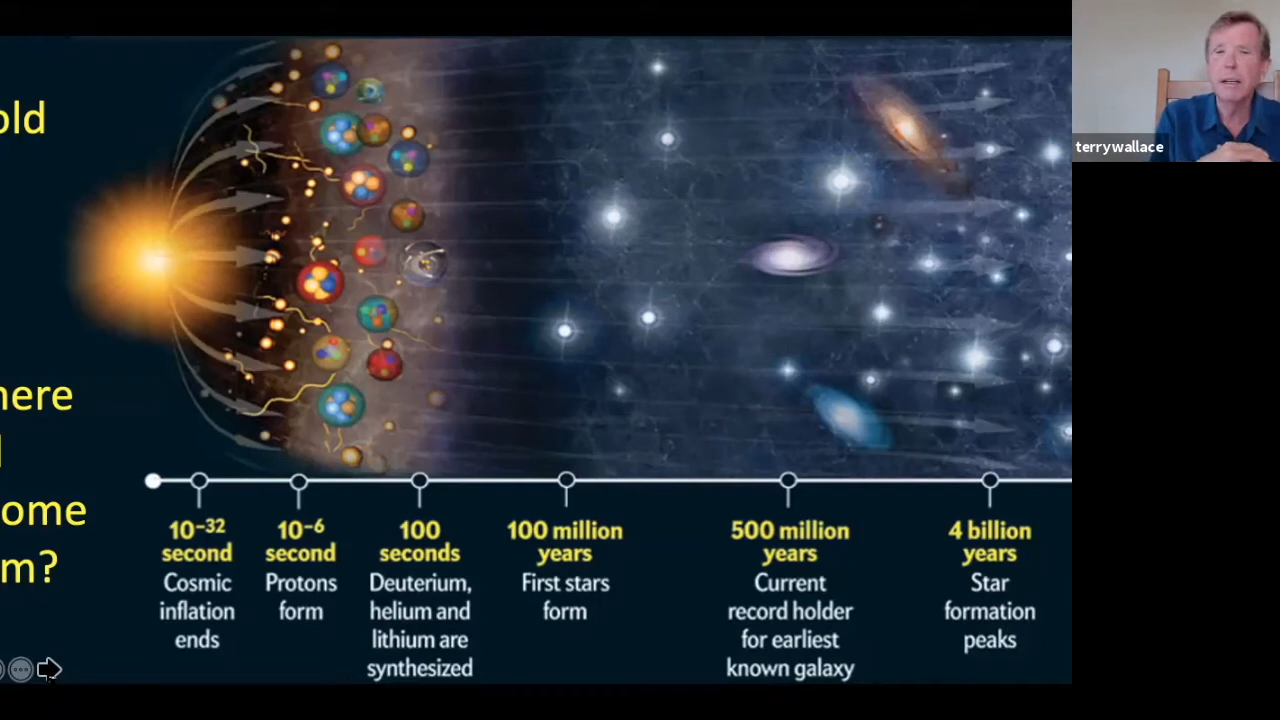 old
here
ome
m?
10–32
second
Cosmic
inflation
ends
10–6
second
Protons
form
100
seconds
Deuterium,
helium and
lithium are
synthesized
100 million
years
First stars
form
500 million
years
Current
record holder
for earliest
known galaxy
4 billion
years
Star
formation
peaks
terrywallace